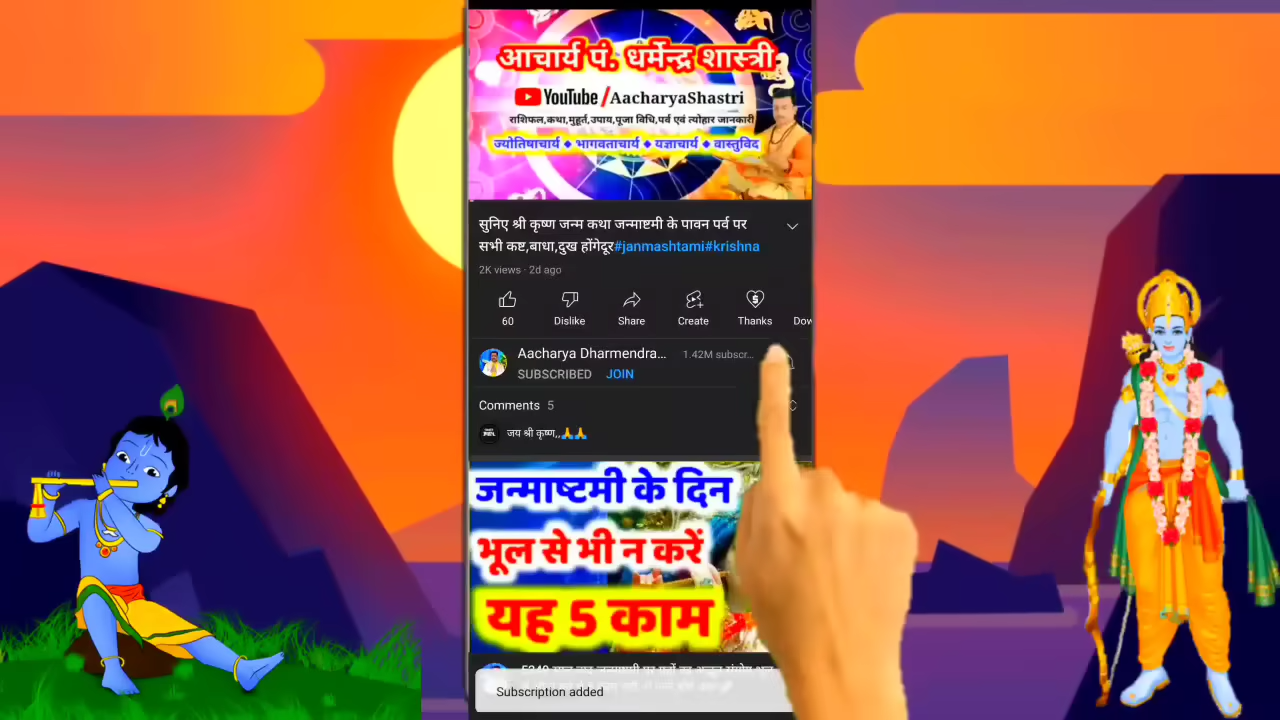 आचार्य पं. धर्मेन्द्र शास्त्री
YouTube /AacharyaShastri
राशिफल,कथा,मुहूर्त,उपाय,पूजा विधि,पर्व एवं त्योहार जानकारी
ज्योतिषाचार्य ◆ भागवताचार्य ◆ यज्ञाचार्य ◆ वास्तुविद
सुनिए श्री कृष्ण जन्म कथा जन्माष्टमी के पावन पर्व पर
सभी कष्ट,बाधा,दुख होंगेदूर#janmashtami#krishna
2K views · 2d ago
60 Dislike Share Create Thanks Dow
Aacharya Dharmendra... 1.42M subscr...
SUBSCRIBED JOIN
Comments 5
जय श्री कृष्ण,,🙏🙏
जन्माष्टमी के दिन
भूल से भी न करें
यह 5 काम
Subscription added